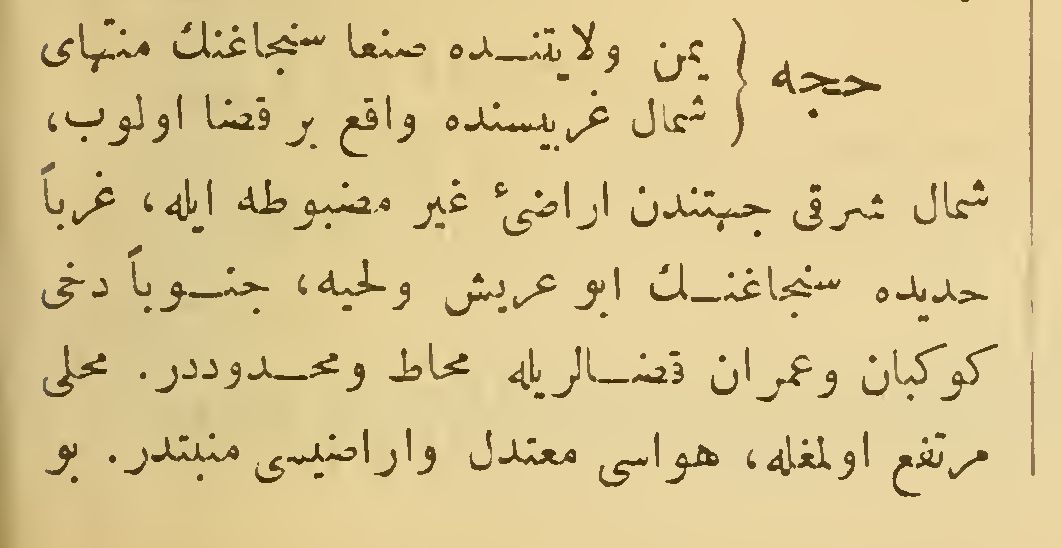 حجه { يمن ولايتنده صنعا سنجاغنك منتهاى
شمال غربيسنده واقع بر قضا اولوب،
شمال شرقى جهتندن اراضئ غير مضبوطه ايله، غرباً
حديده سنجاغنك ابو عريش ولحيه، جنوباً دخى
كوكبان وعمران قضالريله محاط ومحدوددر. محلى
مرتفع اولمغله، هواسى معتدل واراضيسى منبتدر. بو